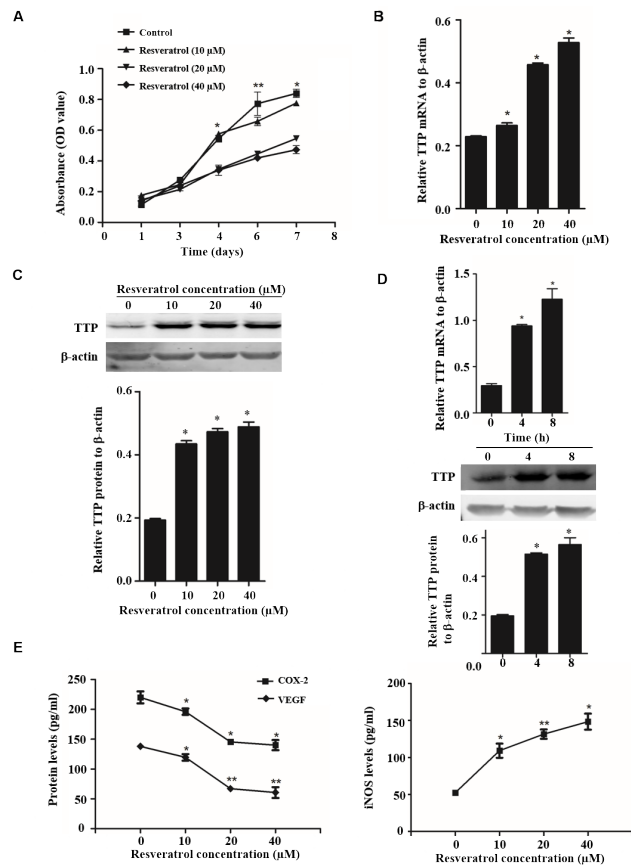 A
Control
Resveratrol (10 μM)
Resveratrol (20 μM)
Resveratrol (40 μM)
Absorbance (OD value)
1.0
0.8
0.6
0.4
0.2
0.0
* ** *
0 1 3 4 6 7 8
Time (days)
B
Relative TTP mRNA to β-actin
0.6
0.4
0.2
0.0
* * *
0 10 20 40
Resveratrol concentration (μM)
C
Resveratrol concentration (μM)
0 10 20 40
TTP
β-actin
Relative TTP protein to β-actin
0.6
0.4
0.2
0.0
* * *
0 10 20 40
Resveratrol concentration (μM)
D
Relative TTP mRNA to β-actin
1.5
1.0
0.5
0.0
* *
0 4 8
Time (h)
0 4 8
TTP
β-actin
Relative TTP protein
to β-actin
0.6
0.4
0.2
0.0
* *
0 4 8
E
COX-2
VEGF
Protein levels (pg/ml)
250
200
150
100
50
0
* * *
* ** **
0 10 20 40
Resveratrol concentration (μM)
iNOS levels (pg/ml)
200
150
100
50
0
* ** *
0 10 20 40
Resveratrol concentration (μM)